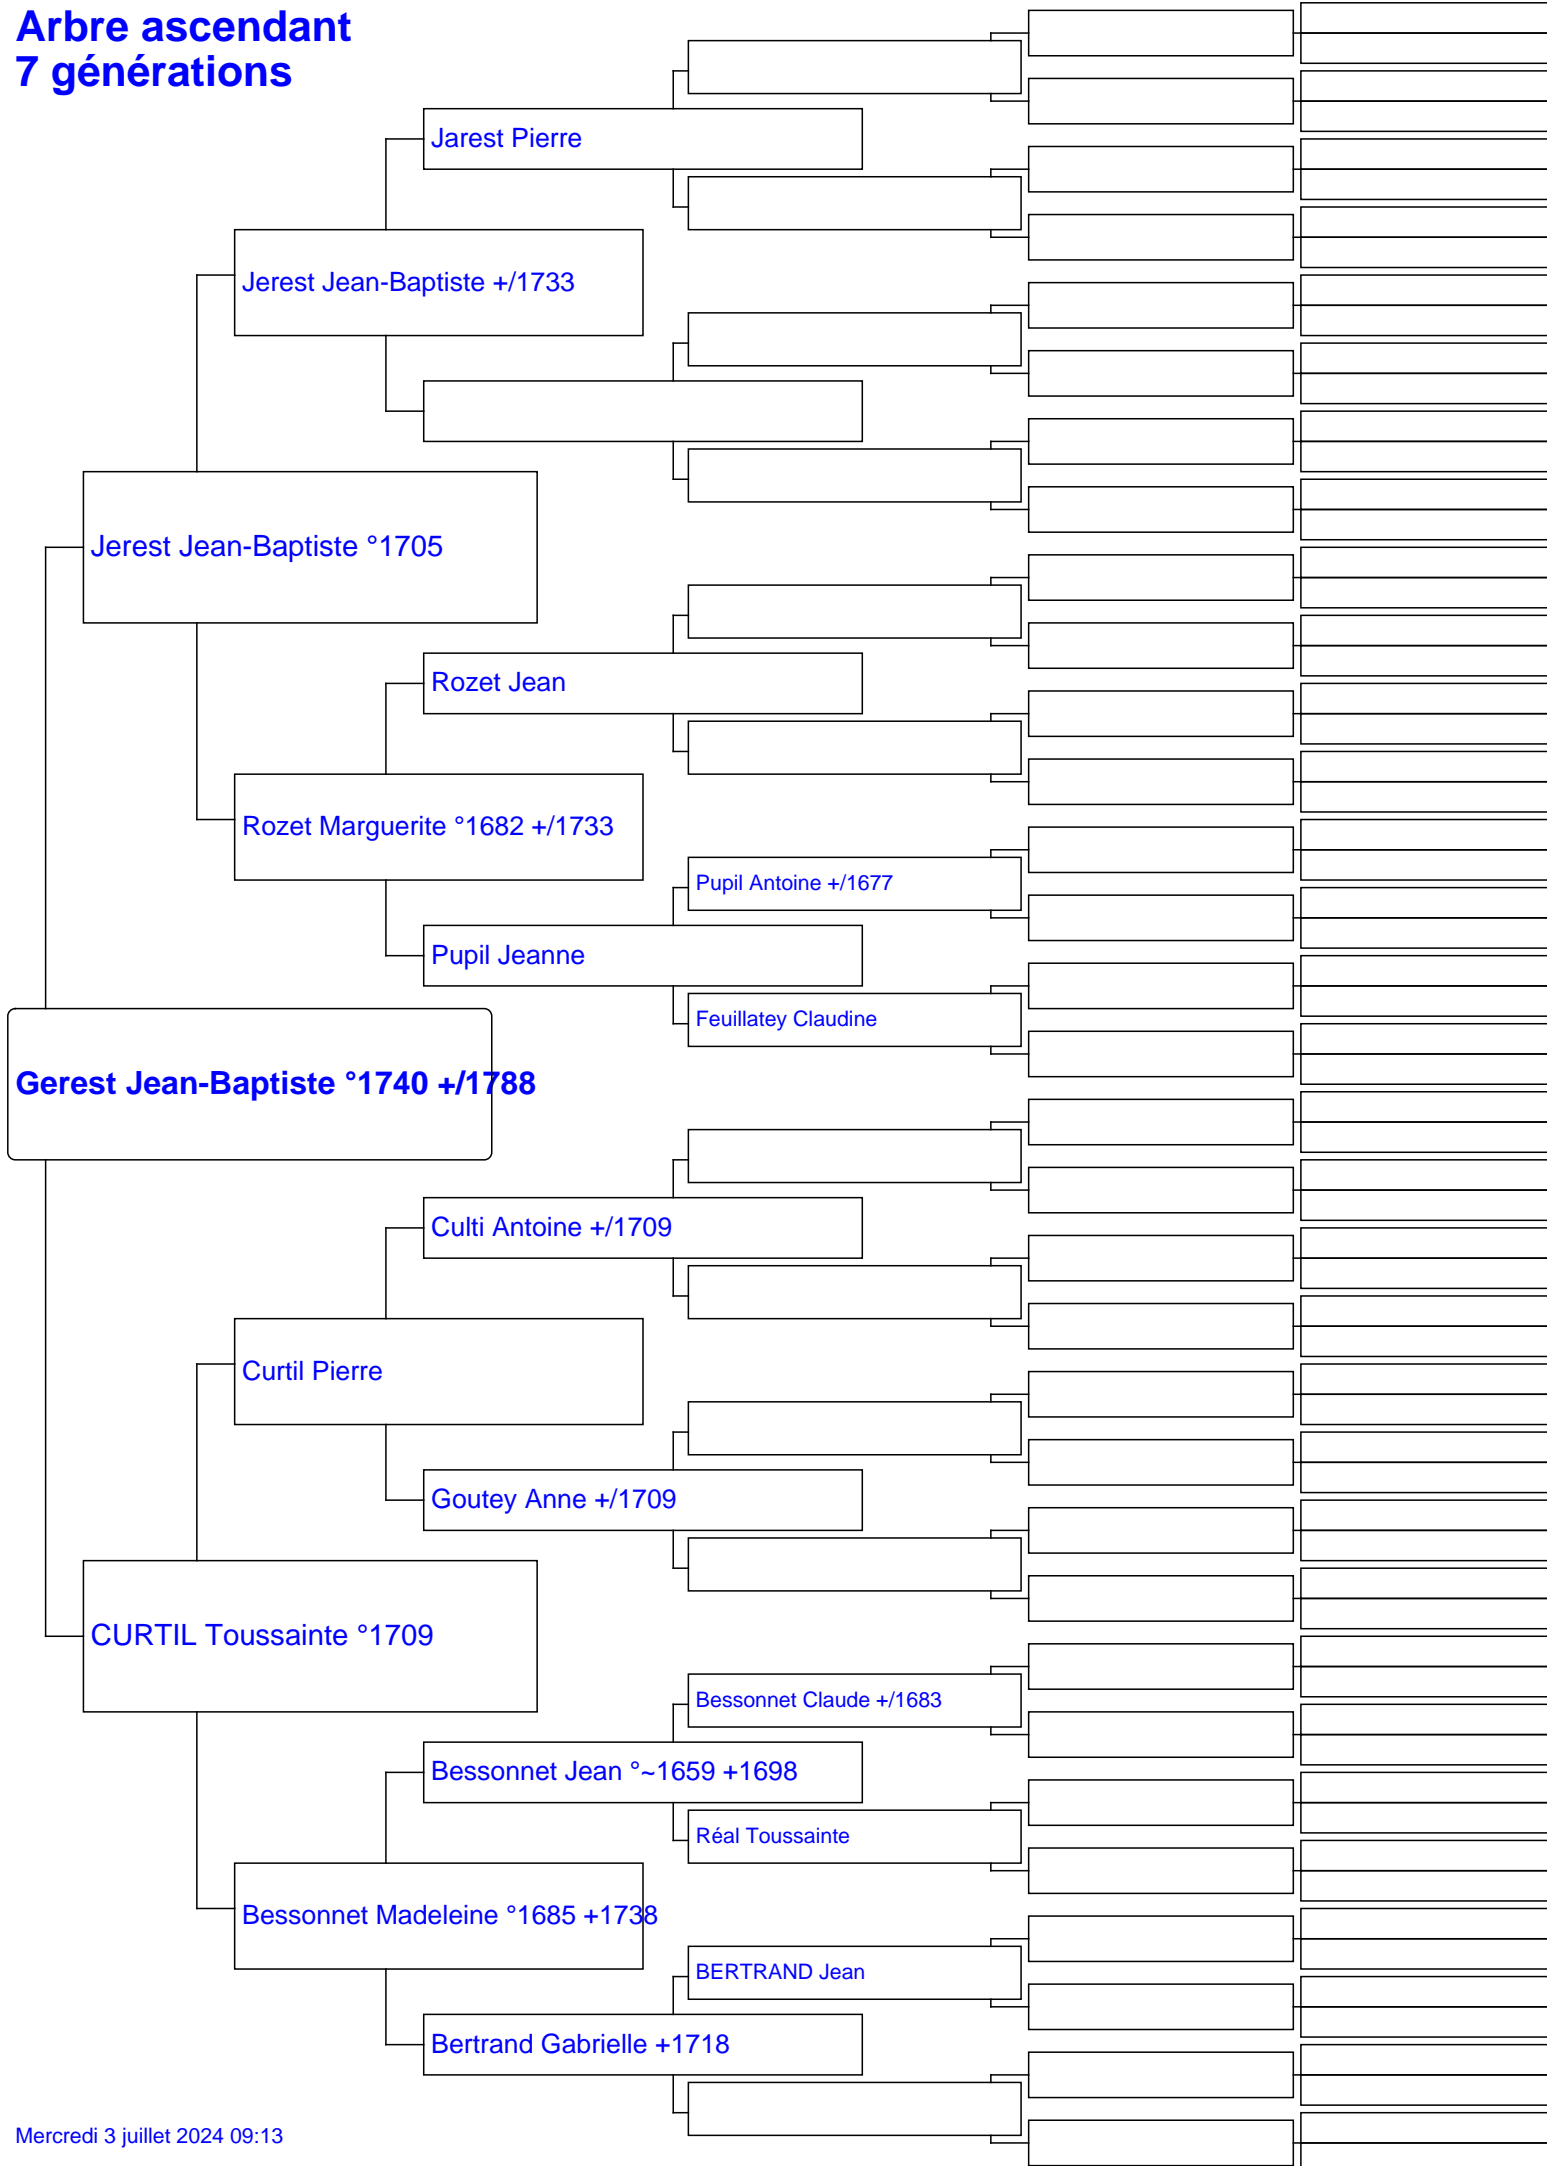 Arbre ascendant
7 générations
Jarest Pierre
Jerest Jean-Baptiste +/1733
Jerest Jean-Baptiste °1705
Rozet Jean
Rozet Marguerite °1682 +/1733
Pupil Antoine +/1677
Pupil Jeanne
Feuillatey Claudine
Gerest Jean-Baptiste °1740 +/1788
Culti Antoine +/1709
Curtil Pierre
Goutey Anne +/1709
CURTIL Toussainte °1709
Bessonnet Claude +/1683
Bessonnet Jean °~1659 +1698
Réal Toussainte
Bessonnet Madeleine °1685 +1738
BERTRAND Jean
Bertrand Gabrielle +1718
Mercredi 3 juillet 2024 09:13